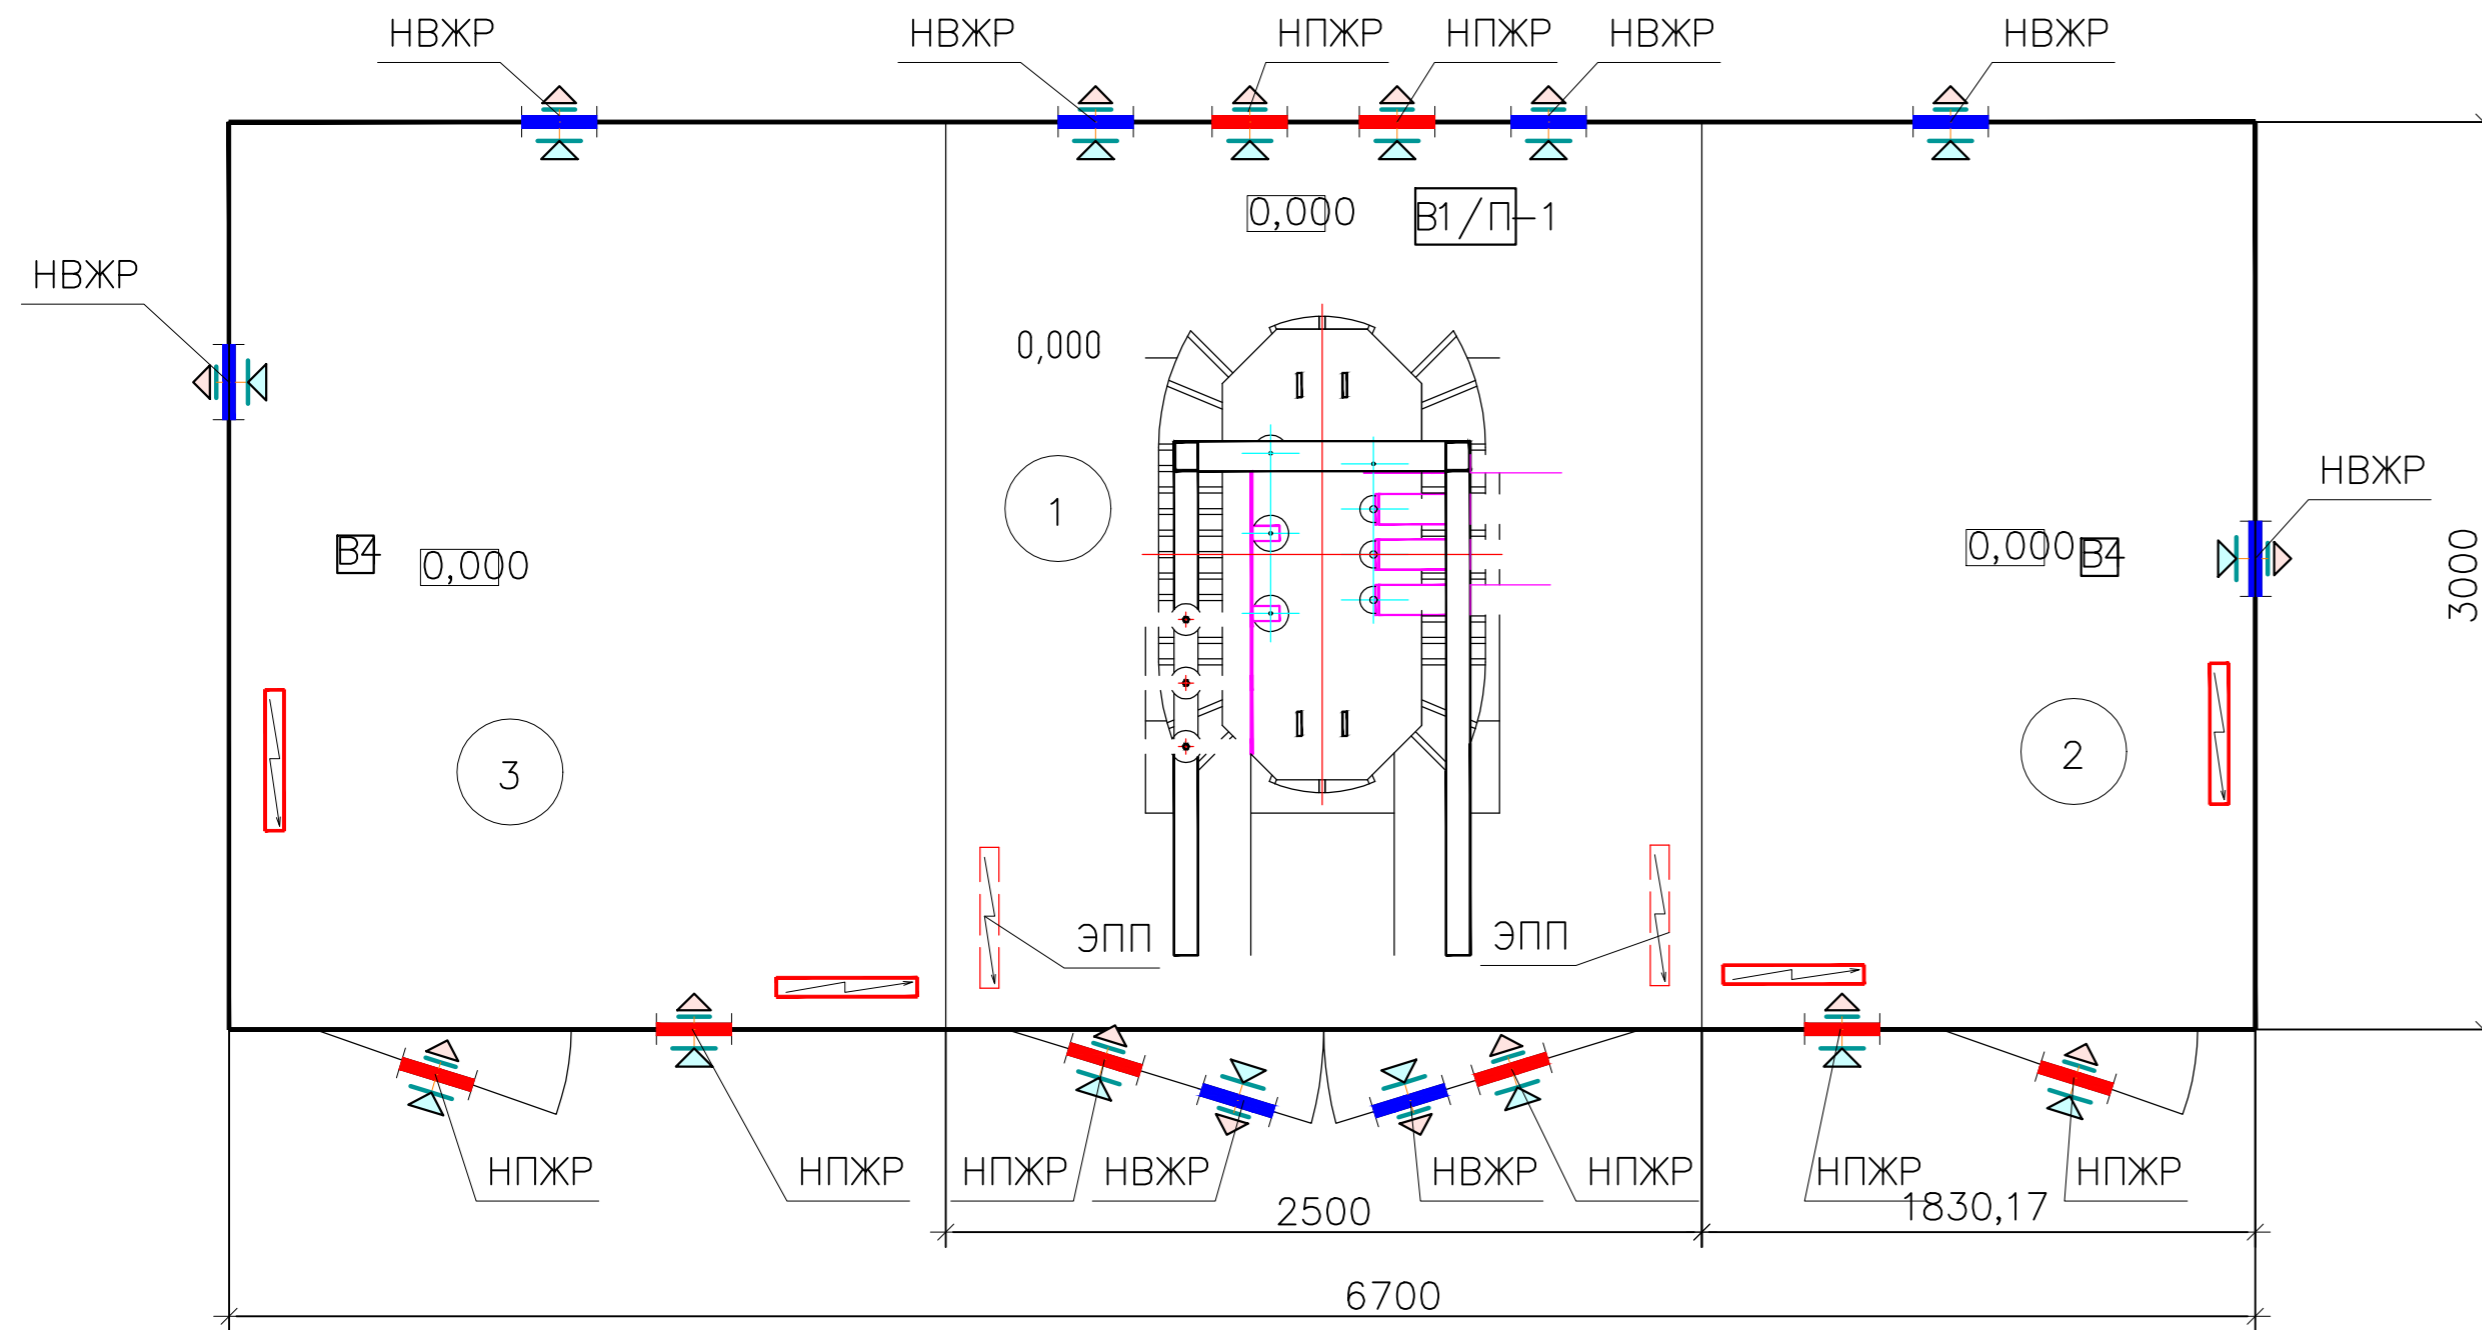 НВЖР
НВЖР
НПЖР
НПЖР
НВЖР
НВЖР
0,000
В1/П-1
НВЖР
0,000
НВЖР
1
В4
0,000
0,000
В4
3000
3
2
ЭПП
ЭПП
НПЖР
НПЖР
НПЖР
НВЖР
НВЖР
НПЖР
НПЖР
НПЖР
2500
1830,17
6700